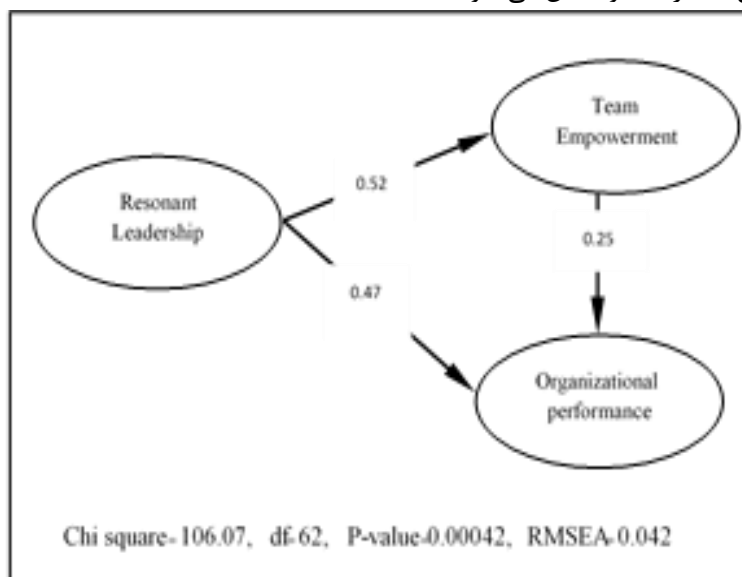 Team
Empowerment
0.52
Resonant
Leadership
0.25
0.47
Organizational
performance
Chi square-106.07, df-62, P-value-0.00042, RMSEA-0.042